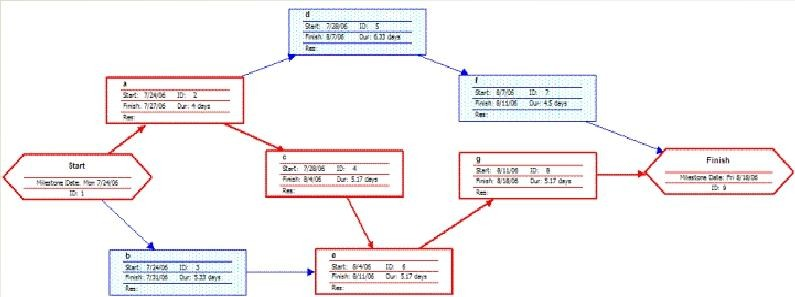 d
Start: 7/28/06 ID: 5
Finish: 8/7/06 Dur: 6.33 days
Res:
a
Start: 7/24/06 ID: 2
Finish: 7/27/06 Dur: 4 days
Res:
f
Start: 8/7/06 ID: 7
Finish: 8/11/06 Dur: 4.5 days
Res:
Start
Milestone Date: Mon 7/24/06
ID: 1
c
Start: 7/28/06 ID: 4
Finish: 8/4/06 Dur: 5.17 days
Res:
g
Start: 8/11/06 ID: 8
Finish: 8/18/06 Dur: 5.17 days
Res:
Finish
Milestone Date: Fri 8/18/06
ID: 9
b
Start: 7/24/06 ID: 3
Finish: 7/31/06 Dur: 5.33 days
Res:
e
Start: 8/4/06 ID: 6
Finish: 8/11/06 Dur: 5.17 days
Res: